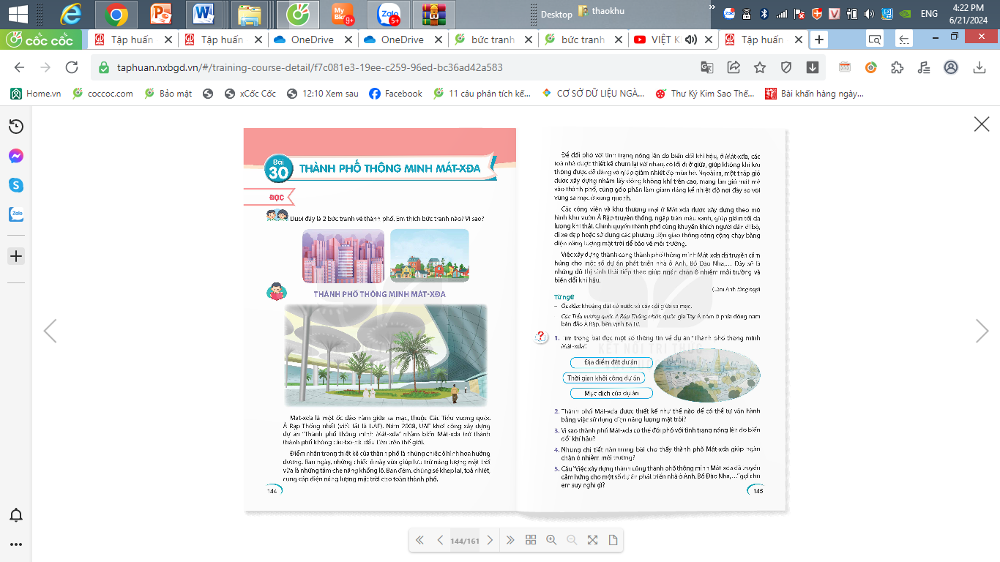 Desktop
thaokhu
ENG
4:22 PM
6/21/2024
cốc cốc
Tập huấn
Tập huấn
OneDrive
OneDrive
bức tranh
bức tranh
VIỆT K
Tập huấn
taphuan.nxbgd.vn/#/training-course-detail/f7c081e3-19ee-c259-96ed-bc36ad42a583
Home.vn
coccoc.com
Bảo mật
xCốc Cốc
12:10 Xem sau
Facebook
11 câu phân tích kế...
CƠ SỞ DỮ LIỆU NGÀ...
Thư Ký Kim Sao Thế...
Bài khấn hàng ngày...
Bài
30
THÀNH PHỐ THÔNG MINH MÁT-XĐA
ĐỌC
Dưới đây là 2 bức tranh về thành phố. Em thích bức tranh nào? Vì sao?
THÀNH PHỐ THÔNG MINH MÁT-XĐA
Mát-xđa là một ốc đảo nằm giữa sa mạc, thuộc Các Tiểu vương quốc
Ả Rập Thống nhất (viết tắt là UAE). Năm 2008, UAE khởi công xây dựng
dự án "Thành phố thông minh Mát-xđa" nhằm biến Mát-xđa trở thành
thành phố không các-bo-níc đầu tiên trên thế giới.
Điểm nhấn trong thiết kế của thành phố là những chiếc ô hình hoa hướng
dương. Ban ngày, những chiếc ô này vừa giúp lưu trữ năng lượng mặt trời
vừa là những tấm che nắng khổng lồ. Ban đêm, chúng sẽ khép lại, toả nhiệt,
cung cấp điện năng lượng mặt trời cho toàn thành phố.
144
Để đối phó với tình trạng nóng lên do biến đổi khí hậu, ở Mát-xđa, các
toà nhà được thiết kế chụm lại với nhau, có lối đi ở giữa, giúp không khí lưu
thông được dễ dàng và giúp giảm nhiệt độ mùa hè. Ngoài ra, một tháp gió
được xây dựng nhằm lấy dòng không khí trên cao, mang làn gió mát mẻ
vào thành phố, cũng góp phần làm giảm đáng kể nhiệt độ nơi đây so với
vùng sa mạc ở xung quanh.
Các công viên và khu thương mại ở Mát-xđa được xây dựng theo mô
hình khu vườn Ả Rập truyền thống, ngập tràn màu xanh, giúp giảm tối đa
lượng khí thải. Chính quyền thành phố cũng khuyến khích người dân đi bộ,
đi xe đạp hoặc sử dụng các phương tiện giao thông công cộng chạy bằng
điện năng lượng mặt trời để bảo vệ môi trường.
Việc xây dựng thành công thành phố thông minh Mát-xđa đã truyền cảm
hứng cho một số dự án phát triển nhà ở Anh, Bồ Đào Nha,... Đây sẽ là
những đô thị sinh thái tiếp theo giúp ngăn chặn ô nhiễm môi trường và
biến đổi khí hậu.
(Lâm Anh tổng hợp)
Từ ngữ
– Ốc đảo: khoảng đất có nước và cây cối giữa sa mạc.
Các Tiểu vương quốc Ả Rập Thống nhất: quốc gia Tây Á nằm ở phía đông nam
bán đảo Ả Rập, bên vịnh Ba Tư.
1. Tìm trong bài đọc một số thông tin về dự án "Thành phố thông minh
Mát-xđa".
KẾT NỐI TRI THỨC
Địa điểm đặt dự án
Thời gian khởi công dự án
Mục đích của dự án
2. Thành phố Mát-xđa được thiết kế như thế nào để có thể tự vận hành
bằng việc sử dụng điện năng lượng mặt trời?
3. Vì sao thành phố Mát-xđa có thể đối phó với tình trạng nóng lên do biến
đổi khí hậu?
4. Những chi tiết nào trong bài cho thấy thành phố Mát-xđa giúp ngăn
chặn ô nhiễm môi trường?
5. Câu "Việc xây dựng thành công thành phố thông minh Mát-xđa đã truyền
cảm hứng cho một số dự án phát triển nhà ở Anh, Bồ Đào Nha,..." gợi cho
em suy nghĩ gì?
145
144/161